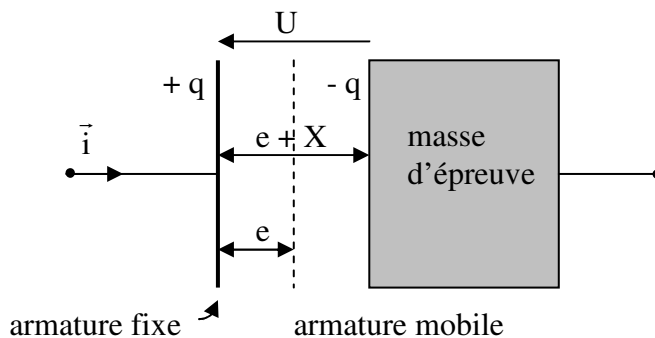 U
+ q
- q
i
e + X
masse
d'épreuve
e
armature fixe
armature mobile